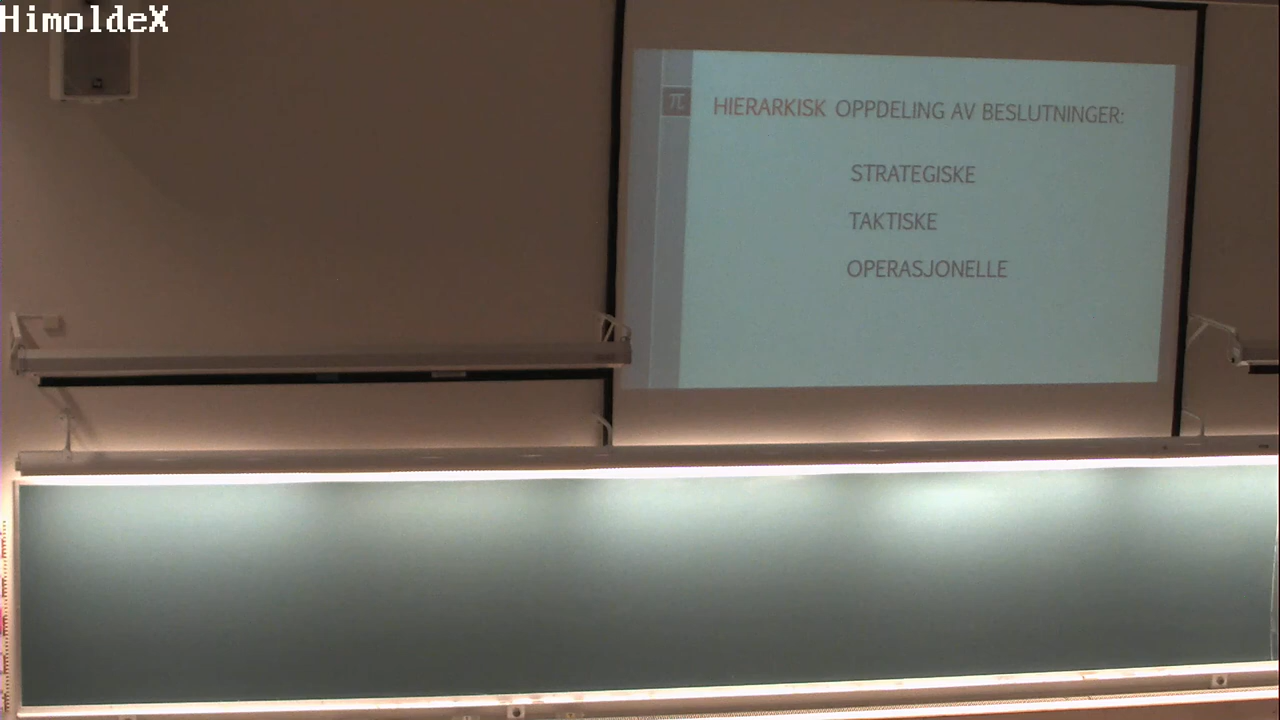 HimoldeX
π
HIERARKISK OPPDELING AV BESLUTNINGER:
STRATEGISKE
TAKTISKE
OPERASJONELLE